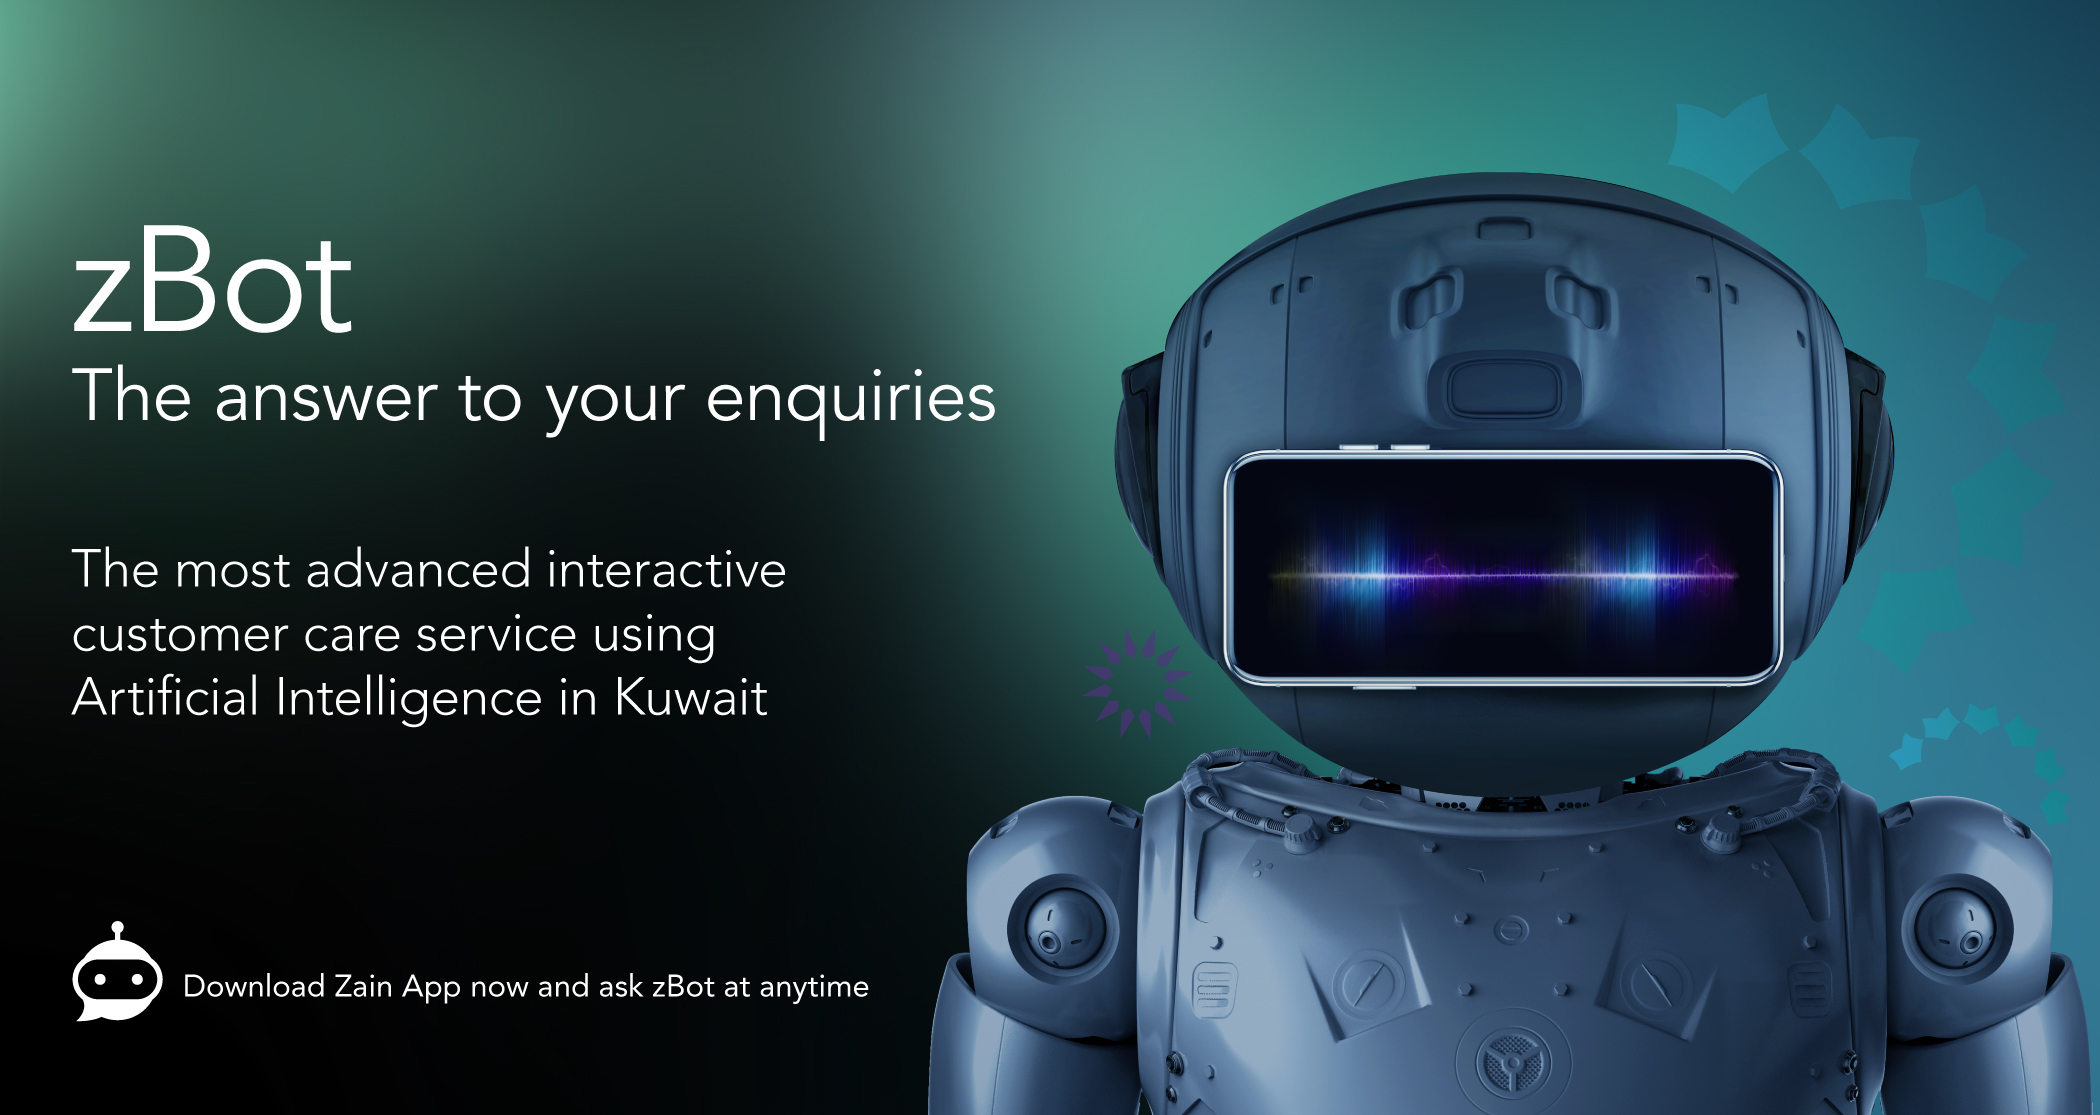 zBot
The answer to your enquiries
The most advanced interactive
customer care service using
Artificial Intelligence in Kuwait
Download Zain App now and ask zBot at anytime